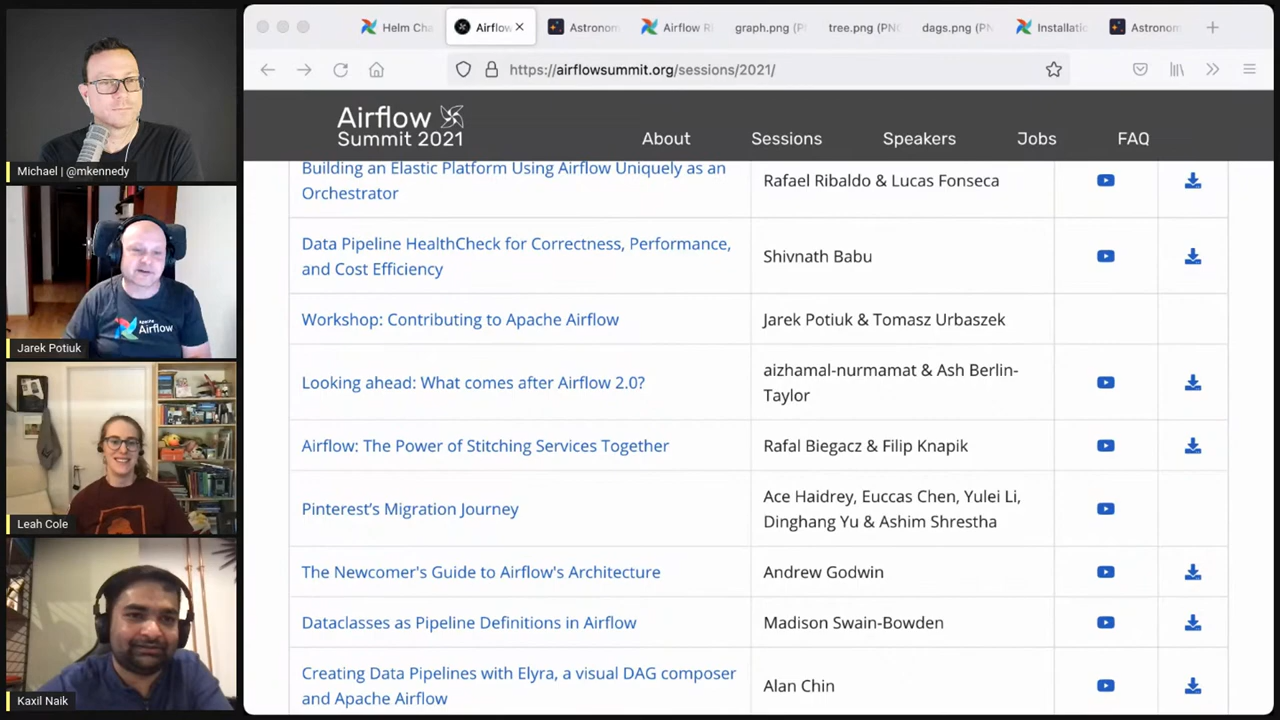 Michael | @mkennedy
Jarek Potiuk
Apache
Airflow
Leah Cole
Kaxil Naik
Helm Cha
Airflow
Astronom
Airflow R
graph.png (P
tree.png (PN
dags.png (PN
Installatio
Astronom
https://airflowsummit.org/sessions/2021/
Airflow
Summit 2021
About
Sessions
Speakers
Jobs
FAQ
Building an Elastic Platform Using Airflow Uniquely as an
Orchestrator
Rafael Ribaldo & Lucas Fonseca
Data Pipeline HealthCheck for Correctness, Performance,
and Cost Efficiency
Shivnath Babu
Workshop: Contributing to Apache Airflow
Jarek Potiuk & Tomasz Urbaszek
Looking ahead: What comes after Airflow 2.0?
aizhamal-nurmamat & Ash Berlin-
Taylor
Airflow: The Power of Stitching Services Together
Rafal Biegacz & Filip Knapik
Pinterest’s Migration Journey
Ace Haidrey, Euccas Chen, Yulei Li,
Dinghang Yu & Ashim Shrestha
The Newcomer's Guide to Airflow's Architecture
Andrew Godwin
Dataclasses as Pipeline Definitions in Airflow
Madison Swain-Bowden
Creating Data Pipelines with Elyra, a visual DAG composer
and Apache Airflow
Alan Chin